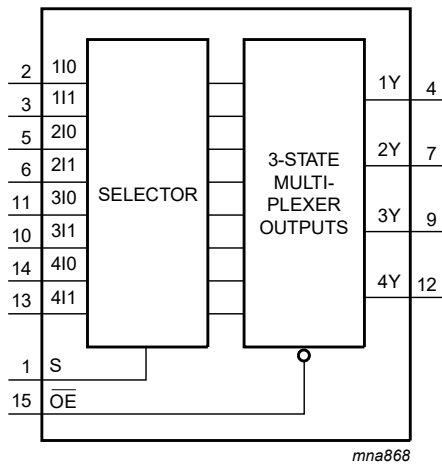 2 1I0
3 1I1
5 2I0
6 2I1
11 3I0
10 3I1
14 4I0
13 4I1
1 S
15 O̅E̅
SELECTOR
3-STATE
MULTI-
PLEXER
OUTPUTS
1Y 4
2Y 7
3Y 9
4Y 12
mna868